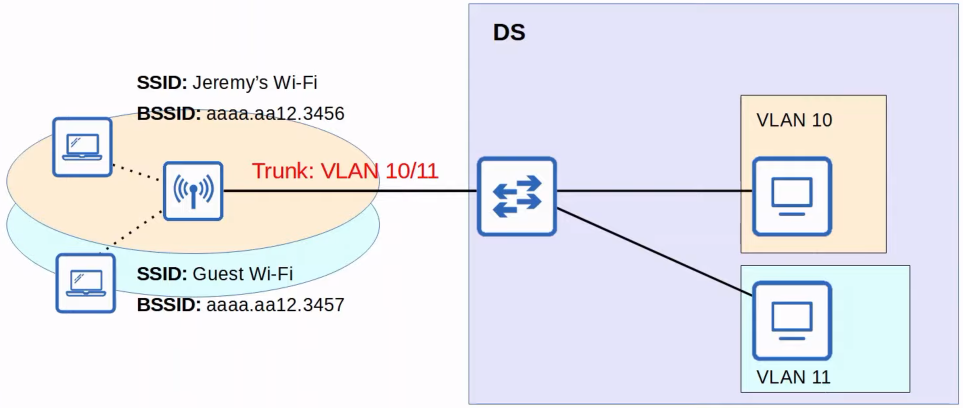 DS
SSID: Jeremy's Wi-Fi
BSSID: aaaa.aa12.3456
Trunk: VLAN 10/11
VLAN 10
SSID: Guest Wi-Fi
BSSID: aaaa.aa12.3457
VLAN 11